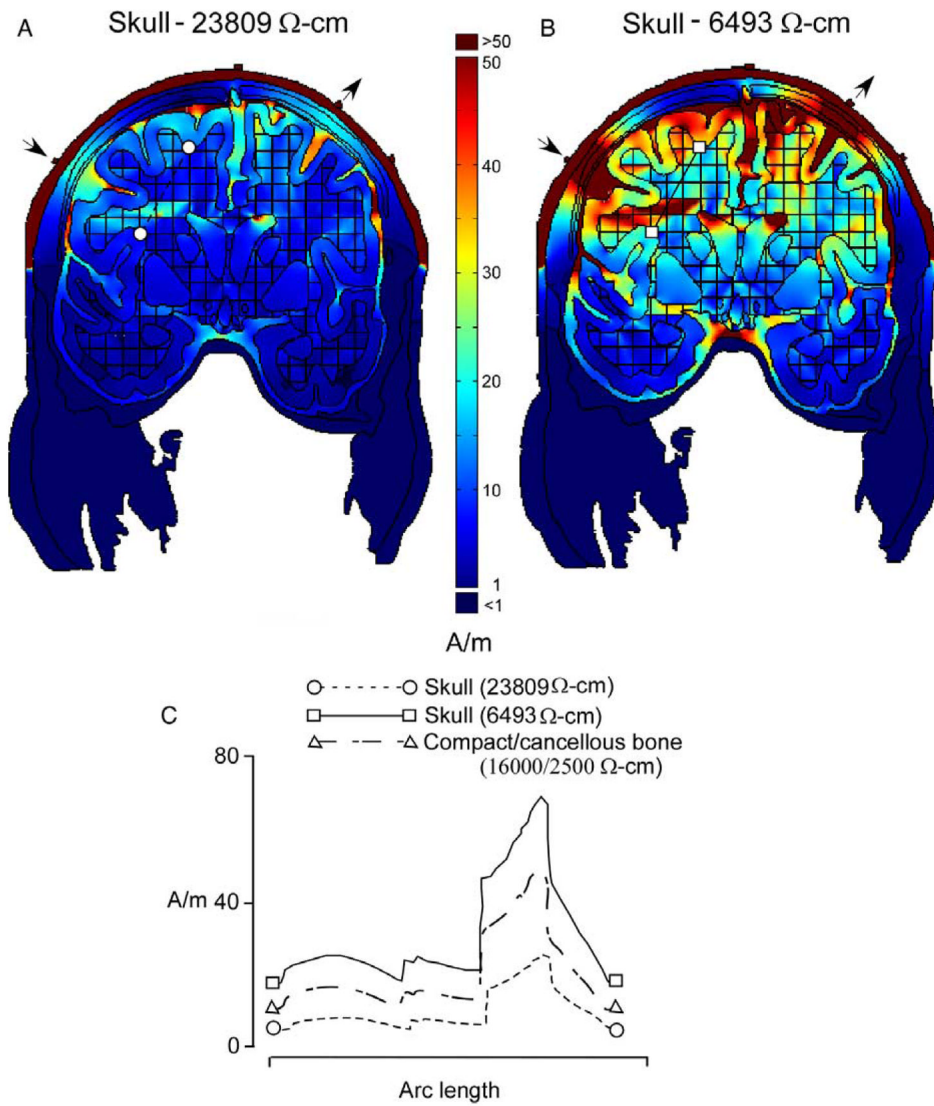 A
Skull - 23809 Ω-cm
B
Skull - 6493 Ω-cm
>50
50
40
30
20
10
1
<1
A/m
C
Skull (23809Ω-cm)
Skull (6493Ω-cm)
Compact/cancellous bone
(16000/2500 Ω-cm)
80
A/m 40
0
Arc length